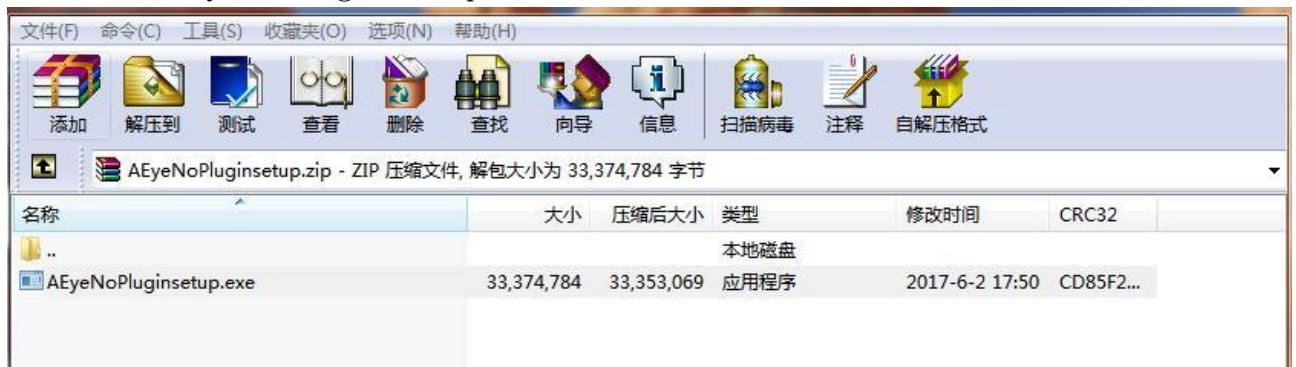 文件(F) 命令(C) 工具(S) 收藏夹(O) 选项(N) 帮助(H)
添加 解压到 测试 查看 删除 查找 向导 信息 扫描病毒 注释 自解压格式
AEyeNoPluginsetup.zip - ZIP 压缩文件, 解包大小为 33,374,784 字节
名称 大小 压缩后大小 类型 修改时间 CRC32
.. 本地磁盘
AEyeNoPluginsetup.exe 33,374,784 33,353,069 应用程序 2017-6-2 17:50 CD85F2...